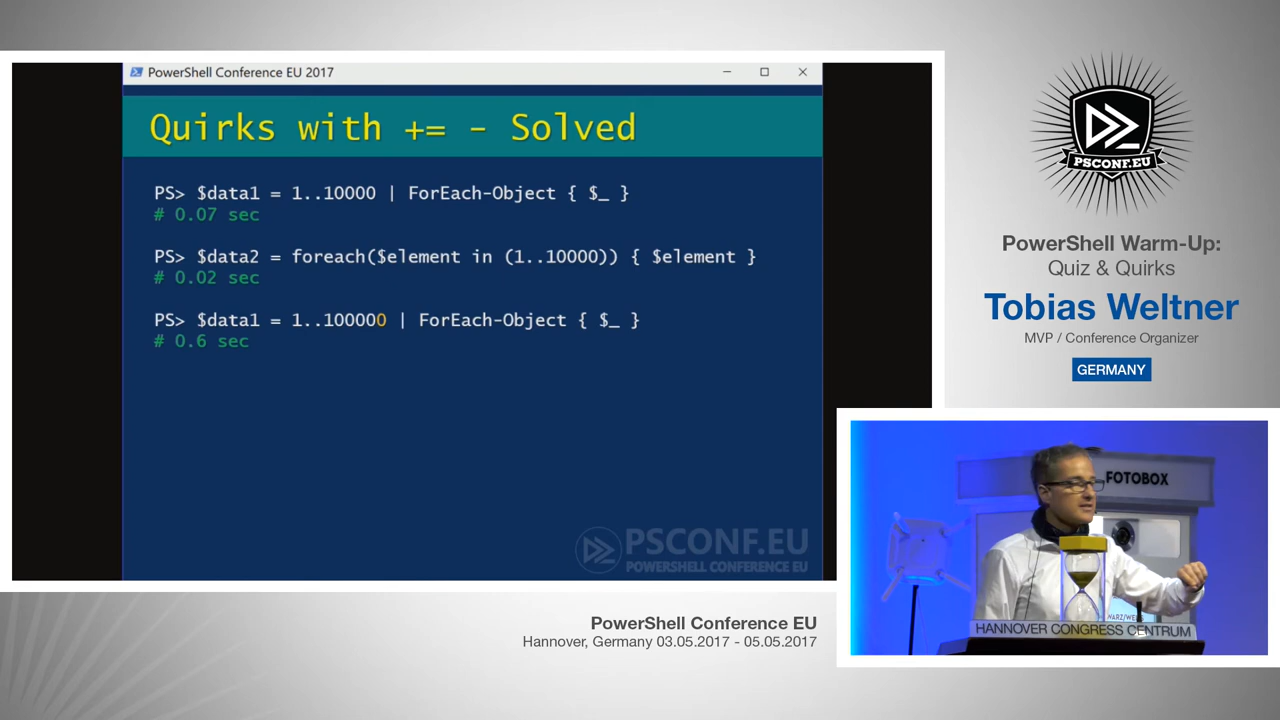 PowerShell Conference EU 2017
Quirks with += - Solved
PS> $data1 = 1..10000 | ForEach-Object { $_ }
# 0.07 sec
PS> $data2 = foreach($element in (1..10000)) { $element }
# 0.02 sec
PS> $data1 = 1..100000 | ForEach-Object { $_ }
# 0.6 sec
PSCONF.EU
POWERSHELL CONFERENCE EU
PSCONF.EU
PowerShell Warm-Up:
Quiz & Quirks
Tobias Weltner
MVP / Conference Organizer
GERMANY
FOTOBOX
HANNOVER CONGRESS CENTRUM
PowerShell Conference EU
Hannover, Germany 03.05.2017 - 05.05.2017